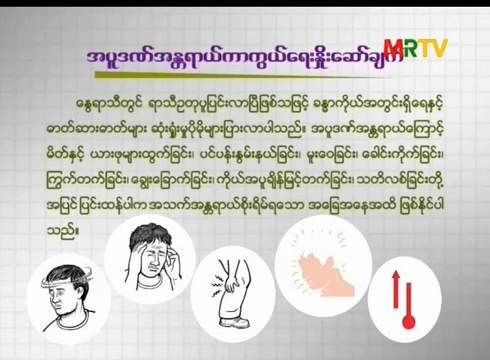 အပူဒဏ်အန္တရာယ်ကာကွယ်ရေးနှိုးဆော်ချက်
MRTV
နွေရာသီတွင် ရာသီဥတုပူပြင်းလာပြီဖြစ်သဖြင့် ခန္ဓာကိုယ်အတွင်းရှိရေနှင့်
ဓာတ်ဆားဓာတ်များ ဆုံးရှုံးမှုပိုမိုများပြားလာပါသည်။ အပူဒဏ်အန္တရာယ်ကြောင့်
မိတ်နှင့် ယားဖုများထွက်ခြင်း၊ ပင်ပန်းနွမ်းနယ်ခြင်း၊ မူးဝေခြင်း၊ ခေါင်းကိုက်ခြင်း၊
ကြွက်တက်ခြင်း၊ ချွေးခြောက်ခြင်း၊ ကိုယ်အပူချိန်မြင့်တက်ခြင်း၊ သတိလစ်ခြင်းတို့
အပြင်ပြင်းထန်ပါက အသက်အန္တရာယ်စိုးရိမ်ရသော အခြေအနေအထိ ဖြစ်နိုင်ပါ
သည်။